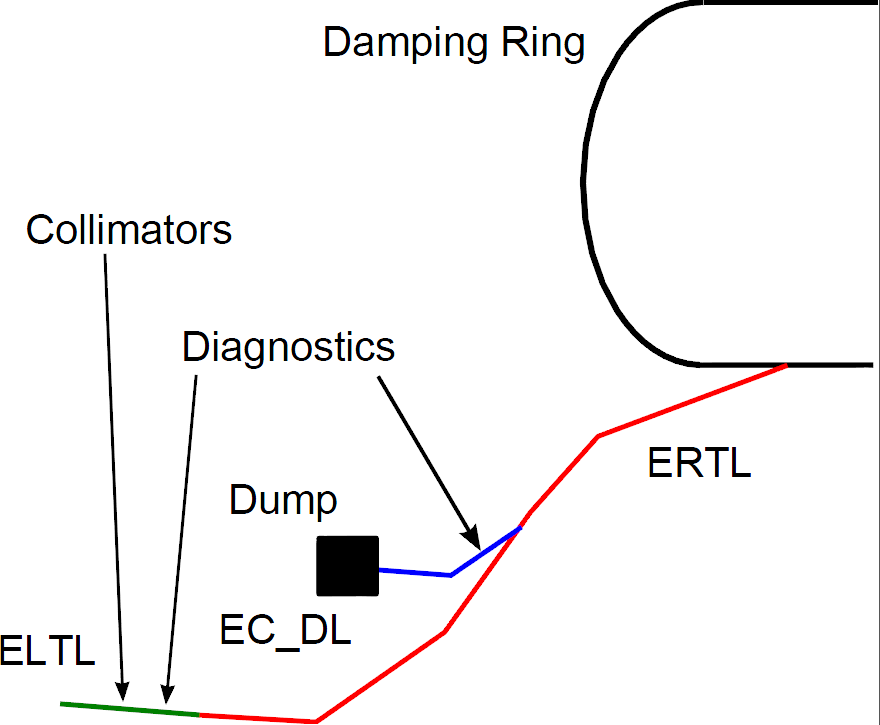 Damping Ring
Collimators
Diagnostics
ERTL
Dump
EC_DL
ELTL